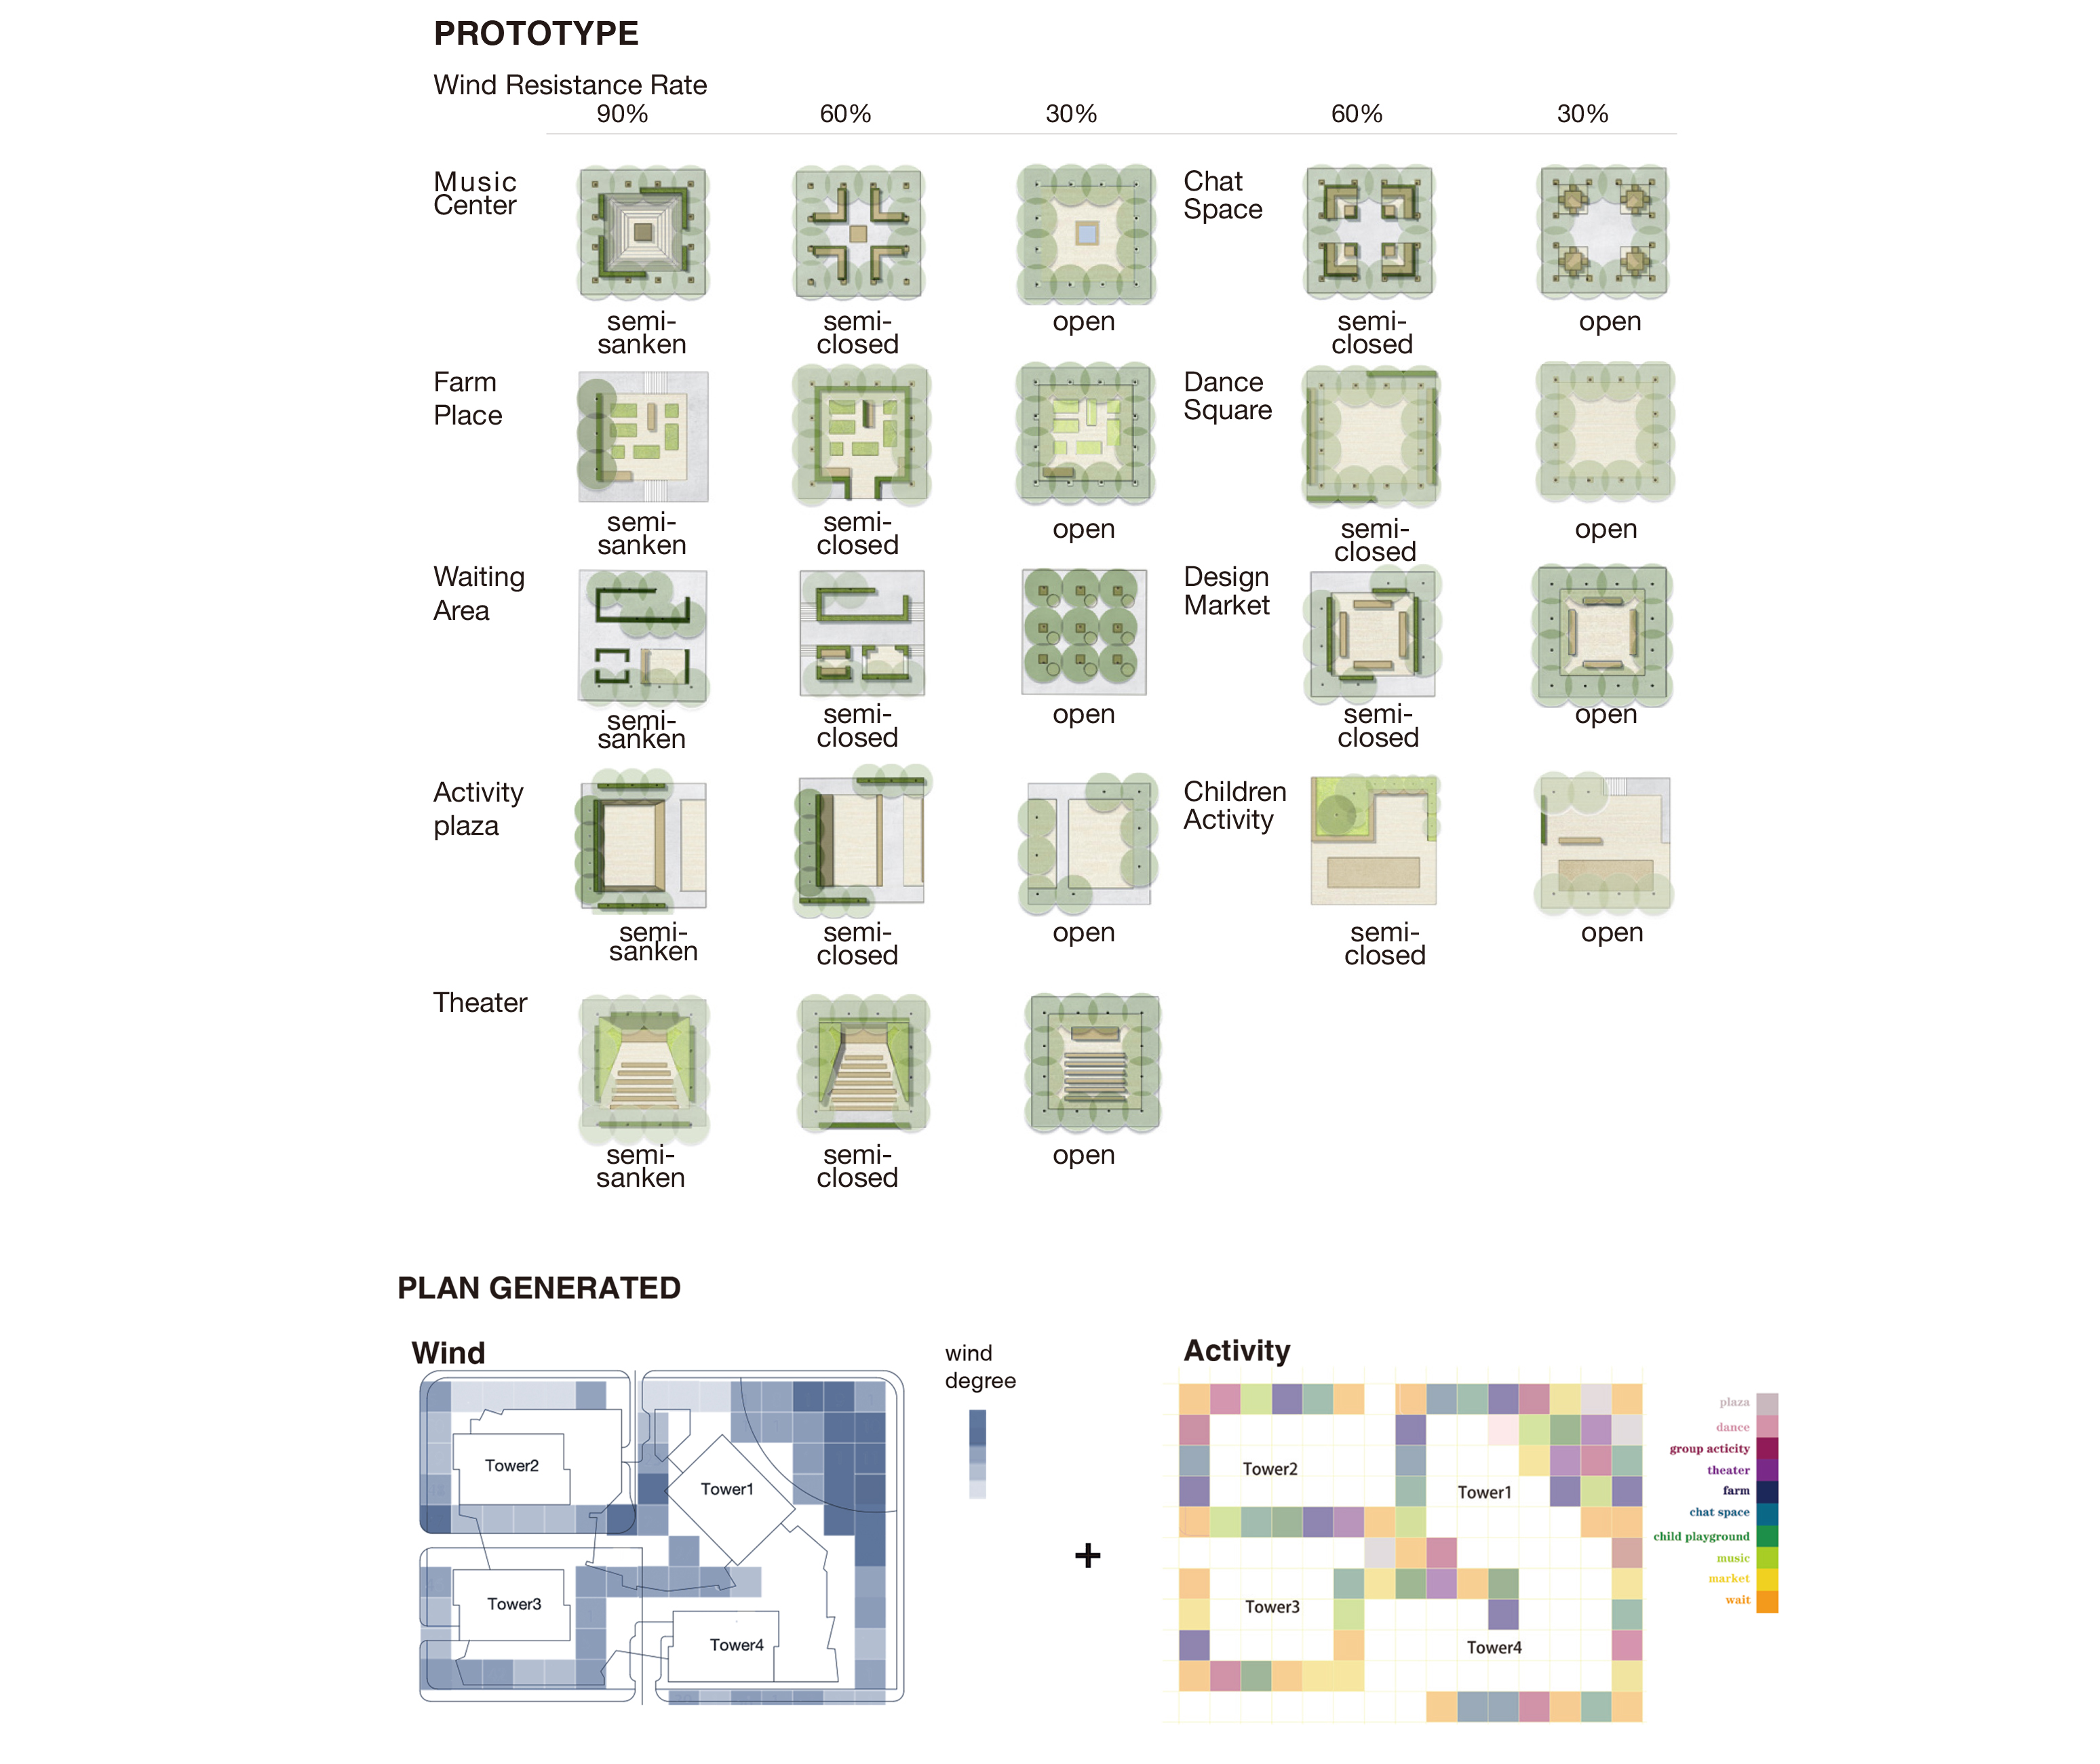 PROTOTYPE
Wind Resistance Rate
90% 60% 30% 60% 30%
Music
Center
Chat
Space
semi-
sanken
semi-
closed
open
semi-
closed
open
Farm
Place
Dance
Square
semi-
sanken
semi-
closed
open
semi-
closed
open
Waiting
Area
Design
Market
semi-
sanken
semi-
closed
open
semi-
closed
open
Activity
plaza
Children
Activity
semi-
sanken
semi-
closed
open
semi-
closed
open
Theater
semi-
sanken
semi-
closed
open
PLAN GENERATED
Wind
wind
degree
Tower2
Tower1
Tower3
Tower4
+
Activity
Tower2
Tower1
Tower3
Tower4
plaza
dance
group acticity
theater
farm
chat space
child playground
music
market
wait